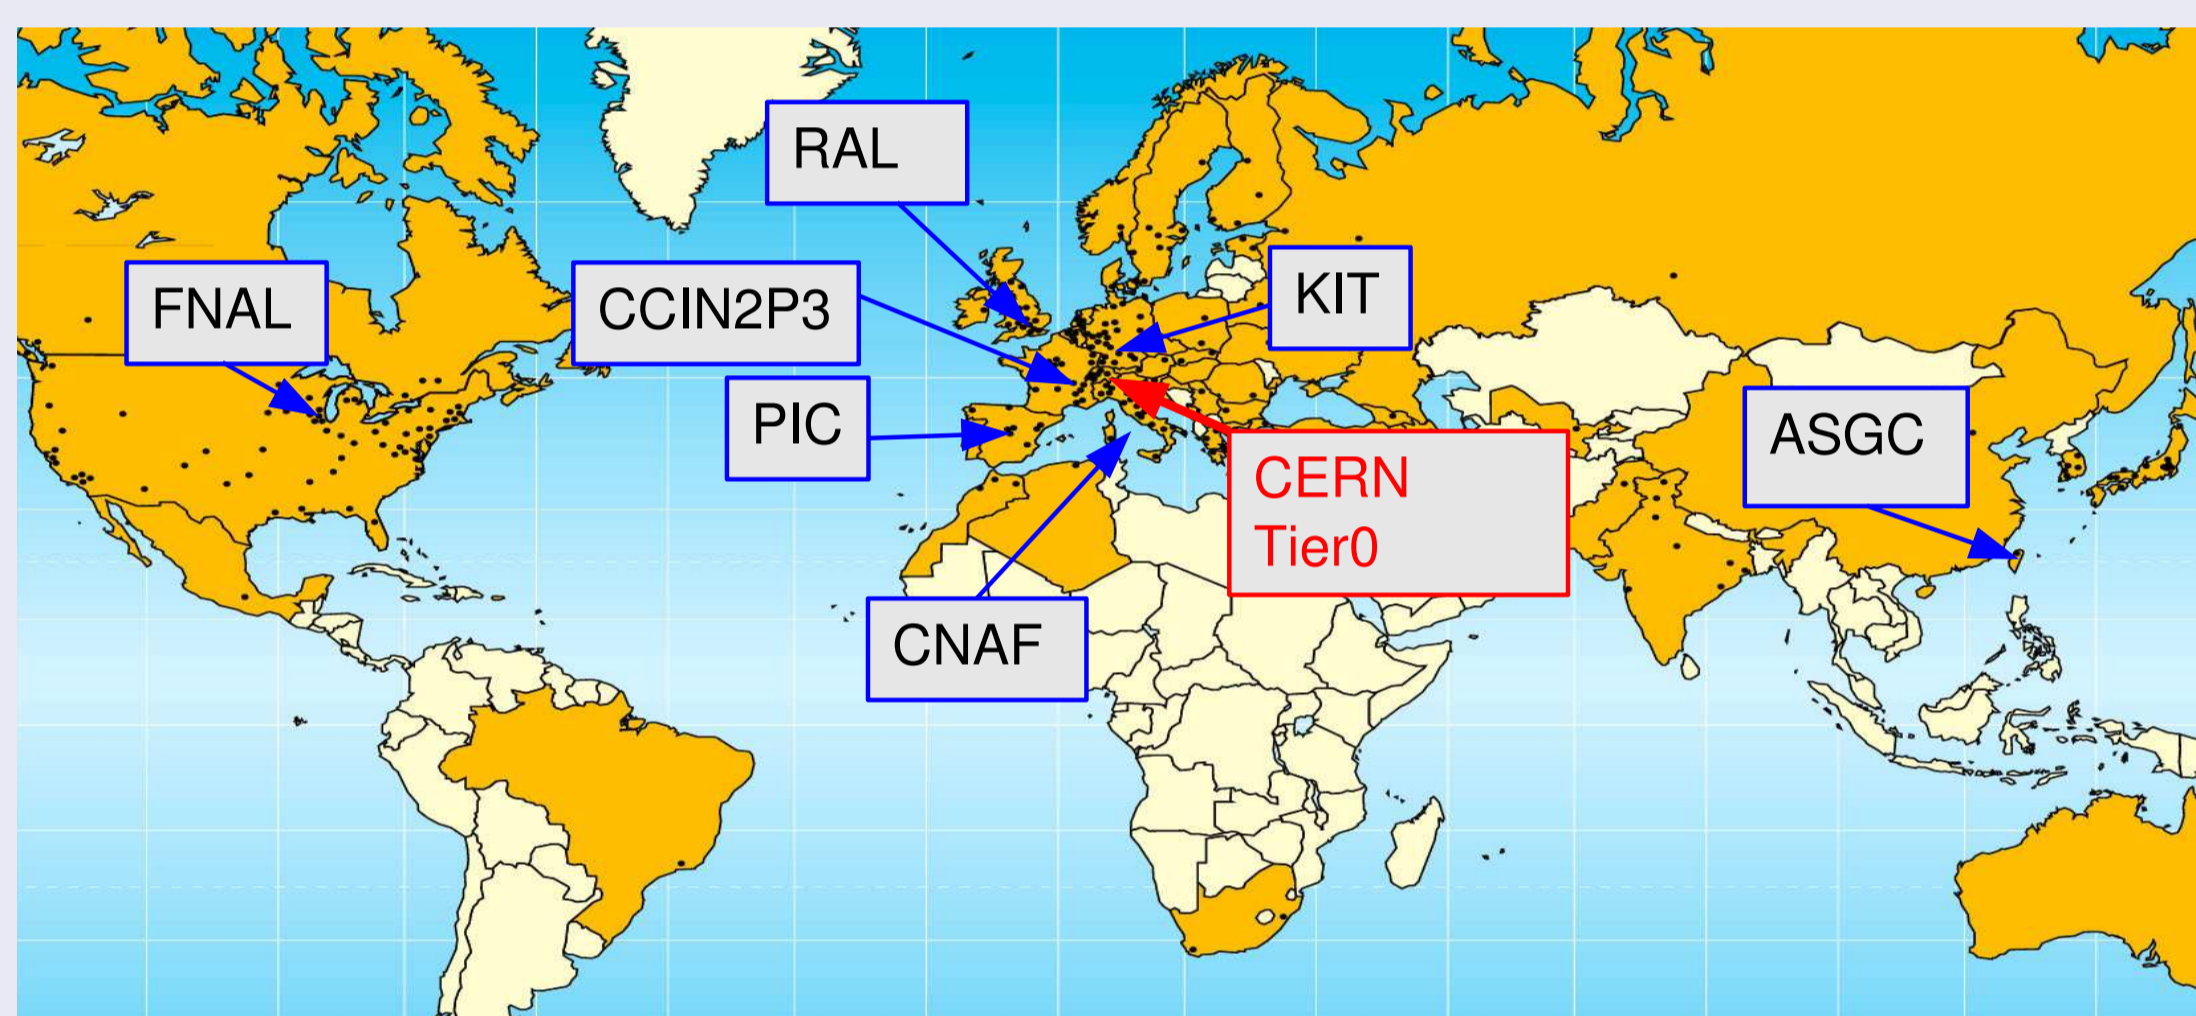 RAL
FNAL
CCIN2P3
KIT
PIC
ASGC
CERN
Tier0
CNAF